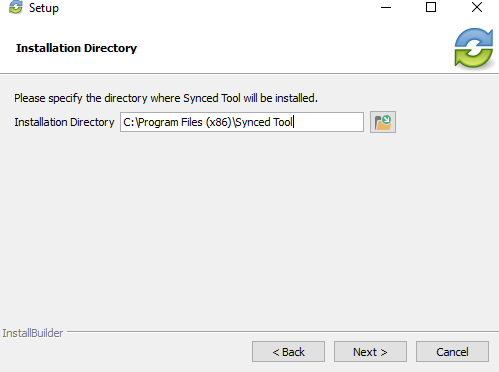 Setup
Installation Directory
Please specify the directory where Synced Tool will be installed.
Installation Directory C:\Program Files (x86)\Synced Tool
InstallBuilder
< Back Next > Cancel